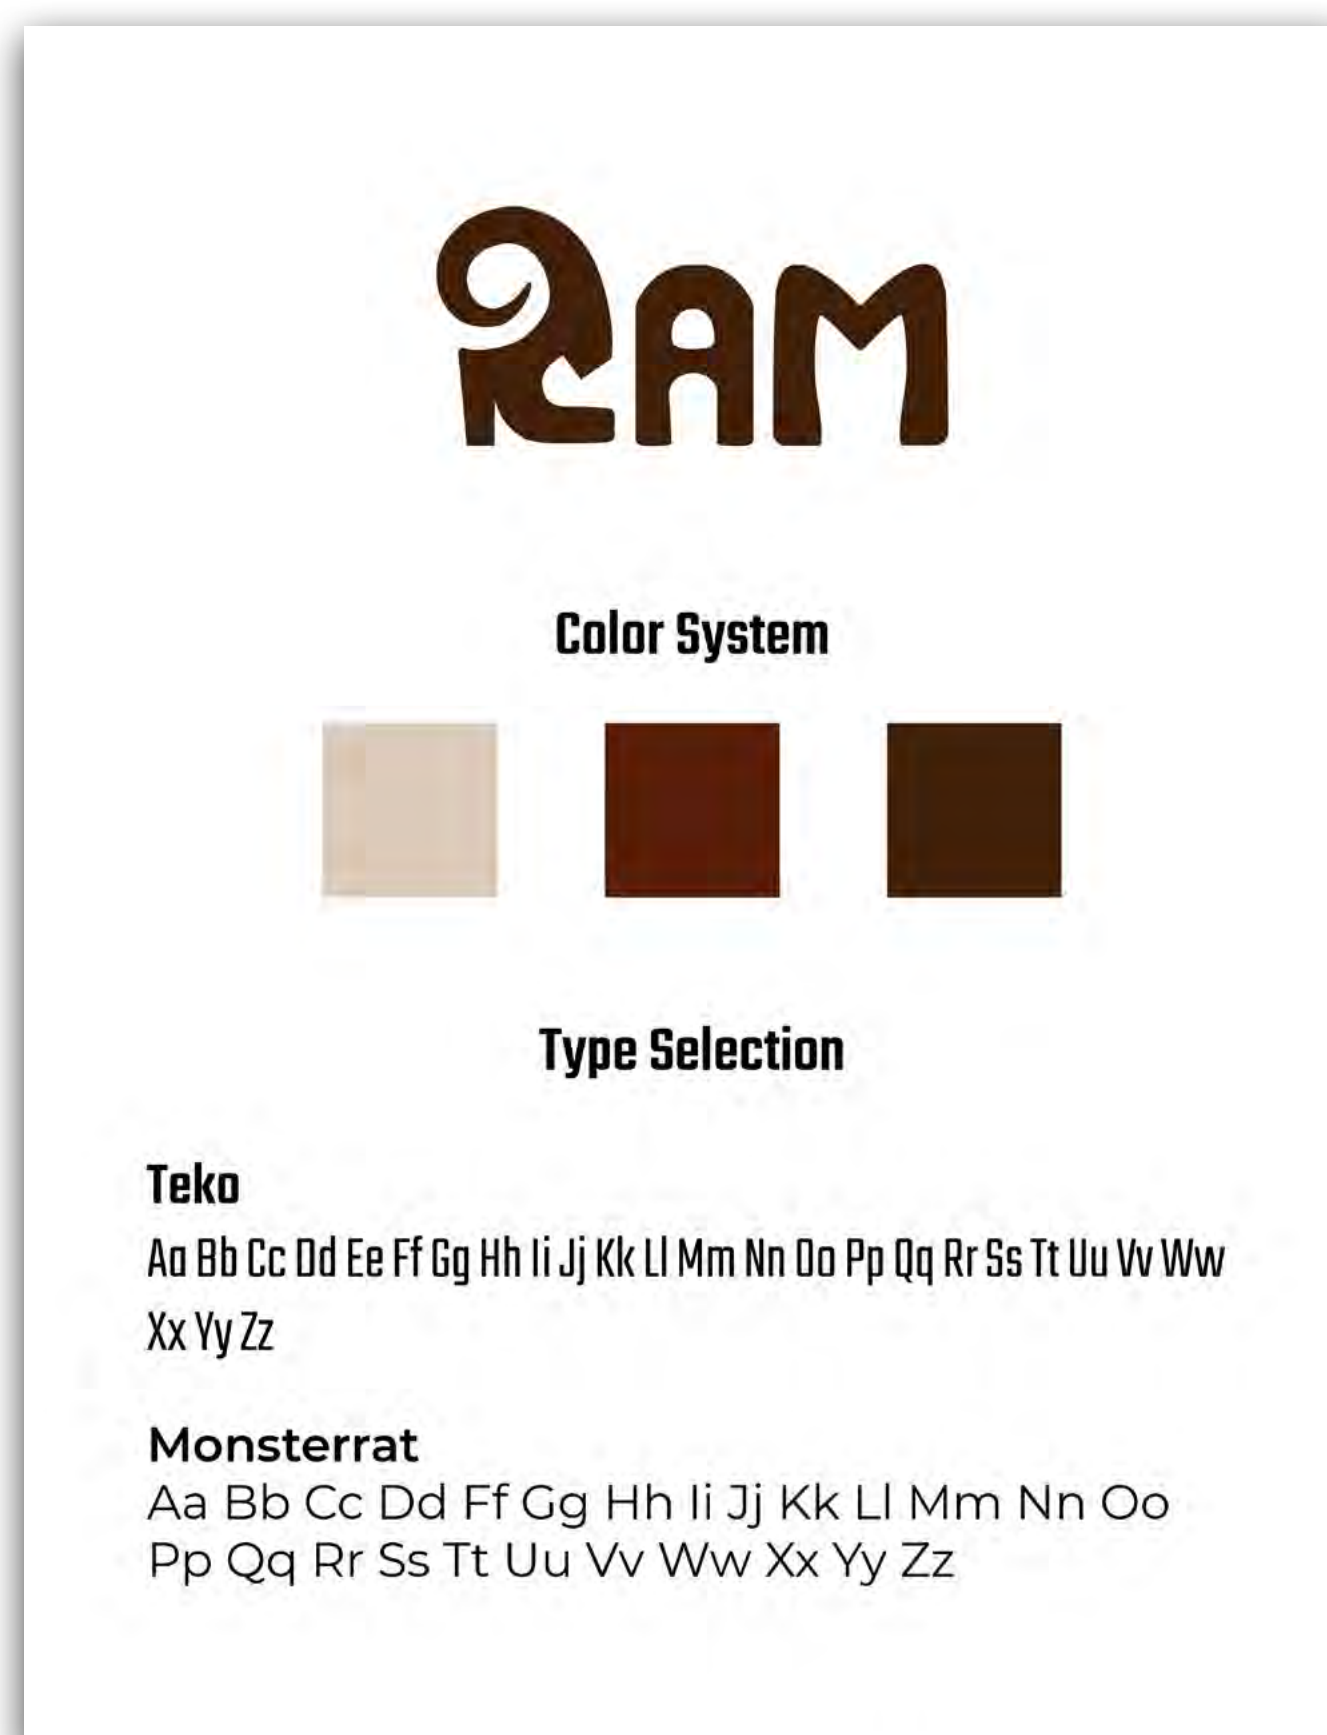 RAM
Color System
Type Selection
Teko
Aa Bb Cc Dd Ee Ff Gg Hh Ii Jj Kk Ll Mm Nn Oo Pp Qq Rr Ss Tt Uu Vv Ww
Xx Yy Zz
Monsterrat
Aa Bb Cc Dd Ff Gg Hh Ii Jj Kk Ll Mm Nn Oo
Pp Qq Rr Ss Tt Uu Vv Ww Xx Yy Zz